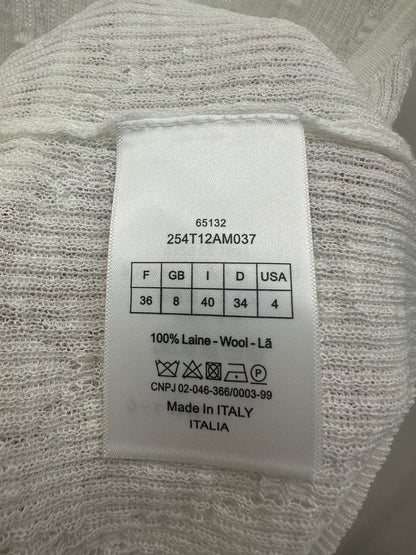 65132
254T12AM037
F GB I D USA
36 8 40 34 4
100% Laine - Wool - Lã
P
CNPJ 02-046-366/0003-99
Made In ITALY
ITALIA